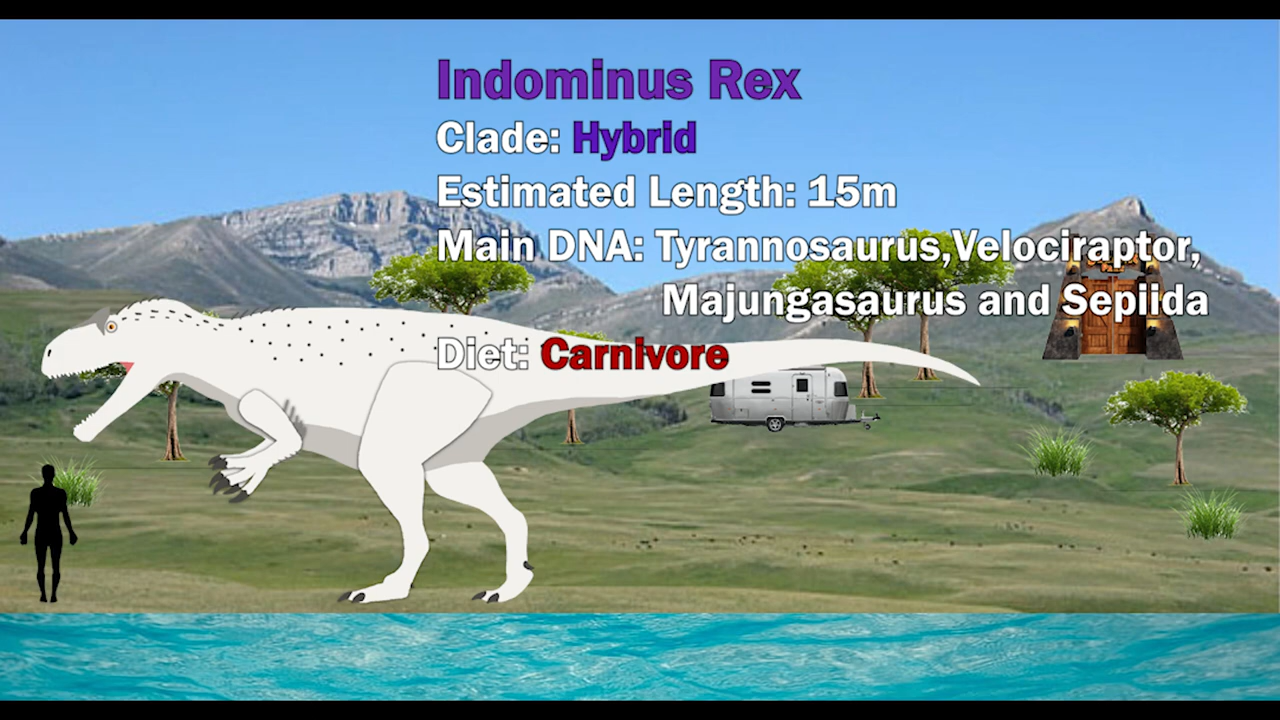 Indominus Rex
Clade: Hybrid
Estimated Length: 15m
Main DNA: Tyrannosaurus,Velociraptor,
Majungasaurus and Sepiida
Diet: Carnivore